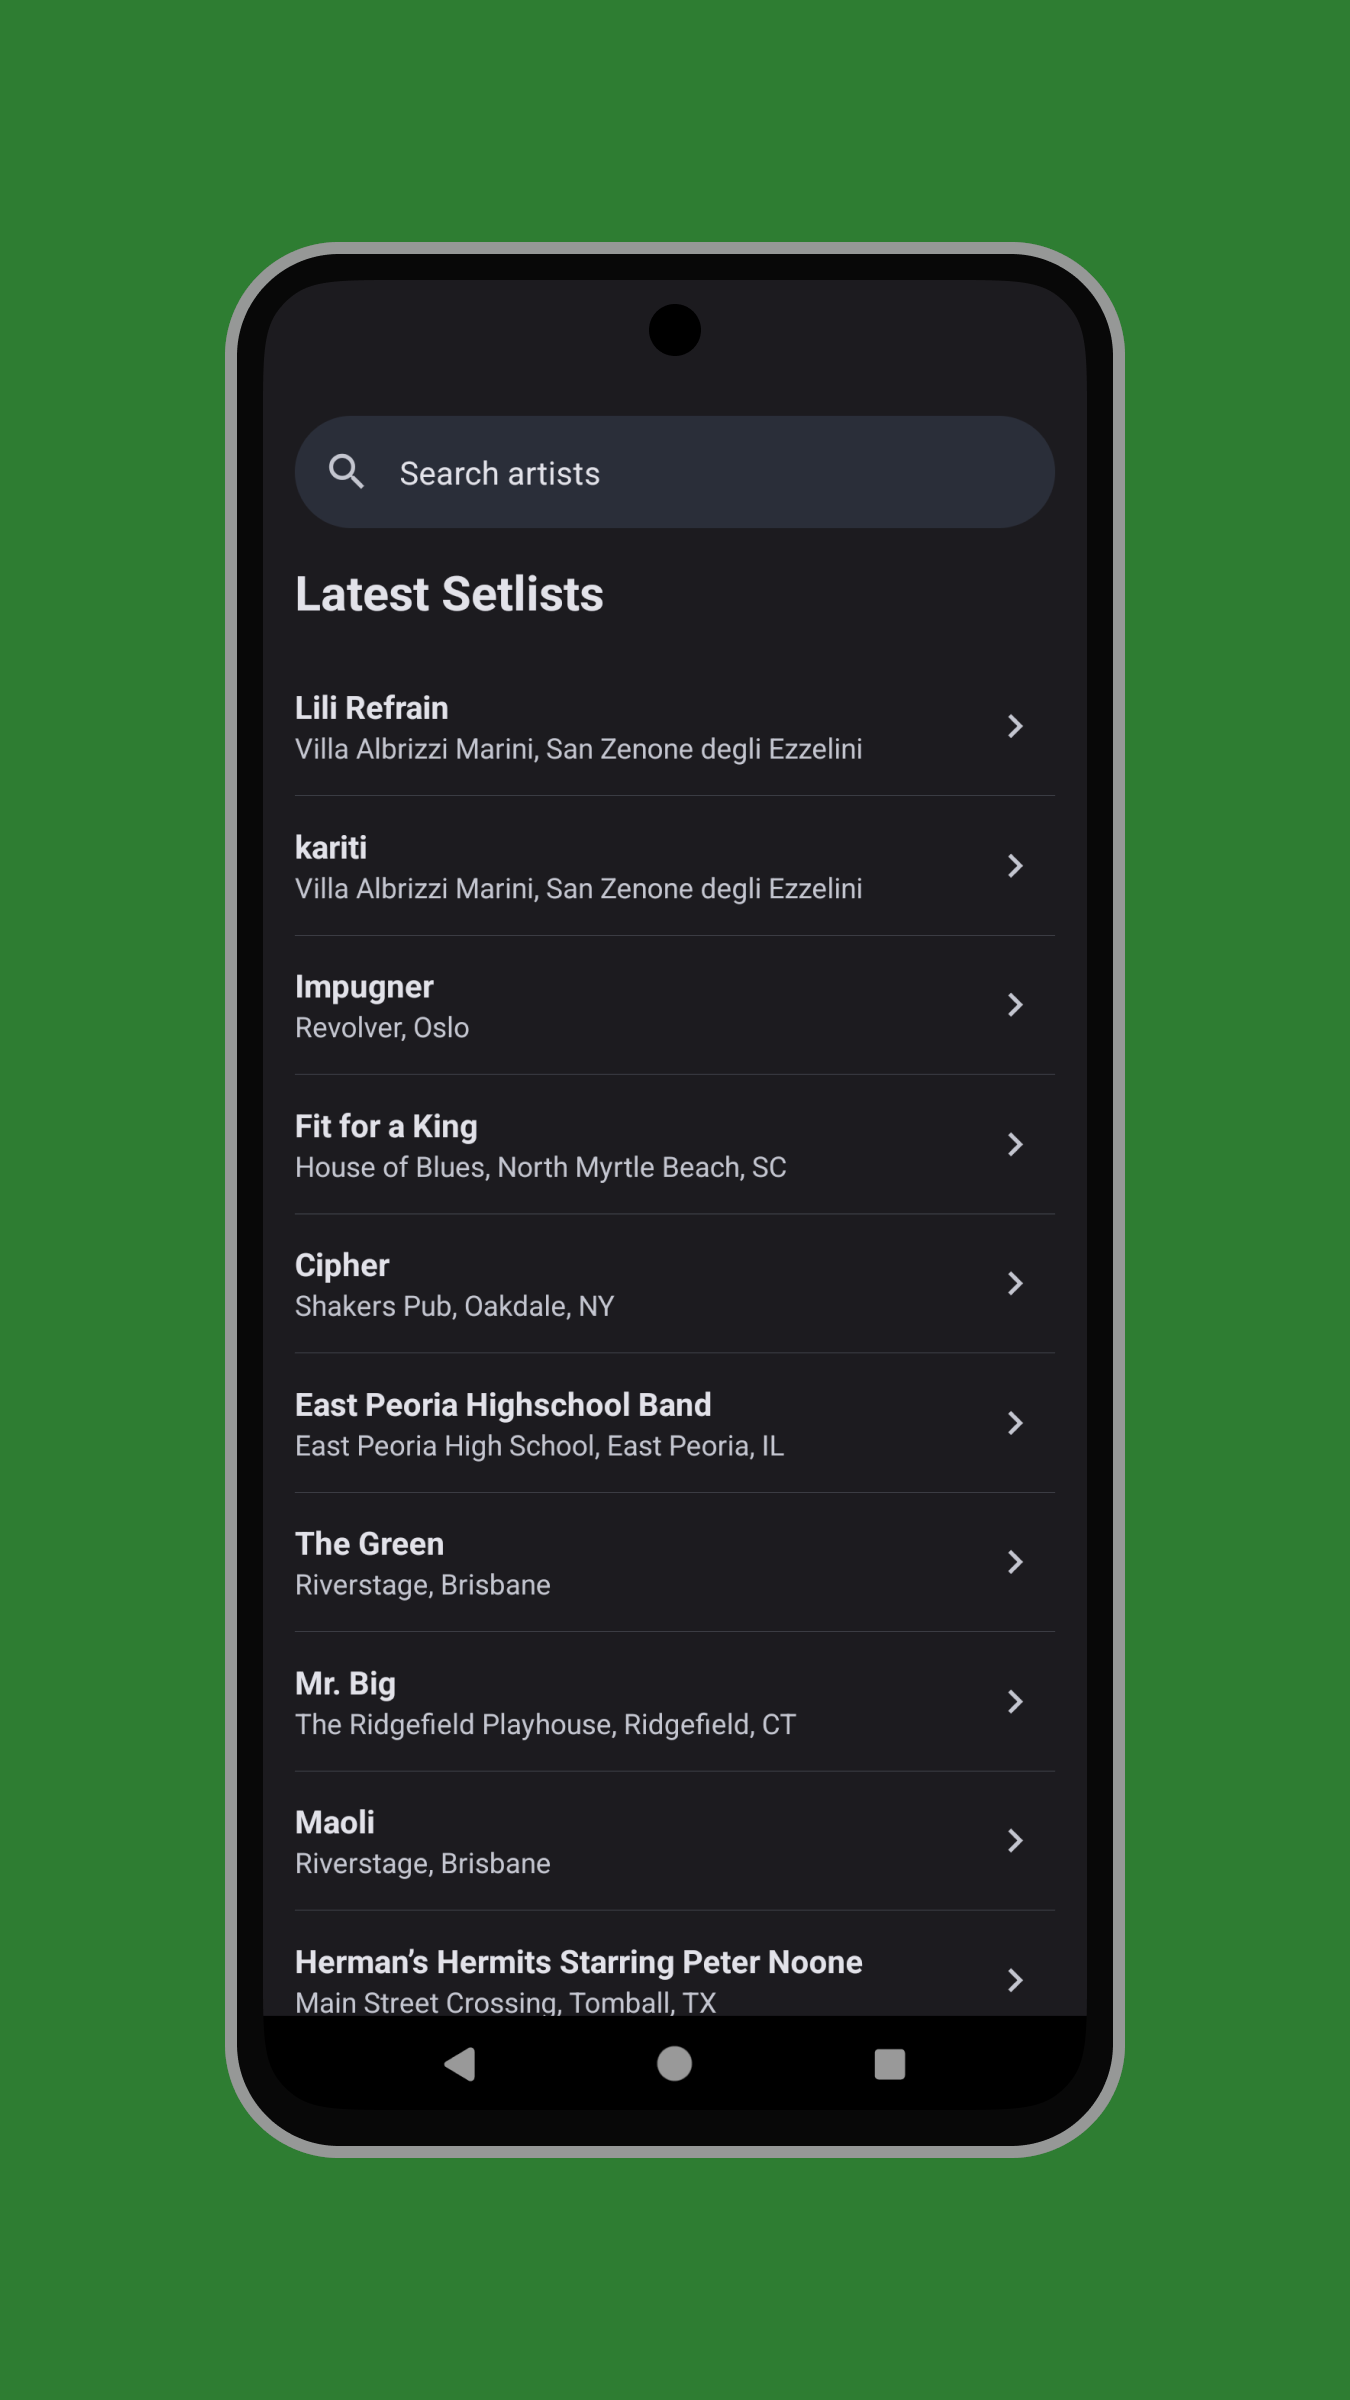 Search artists
Latest Setlists
Lili Refrain
Villa Albrizzi Marini, San Zenone degli Ezzelini
kariti
Villa Albrizzi Marini, San Zenone degli Ezzelini
Impugner
Revolver, Oslo
Fit for a King
House of Blues, North Myrtle Beach, SC
Cipher
Shakers Pub, Oakdale, NY
East Peoria Highschool Band
East Peoria High School, East Peoria, IL
The Green
Riverstage, Brisbane
Mr. Big
The Ridgefield Playhouse, Ridgefield, CT
Maoli
Riverstage, Brisbane
Herman’s Hermits Starring Peter Noone
Main Street Crossing, Tomball, TX